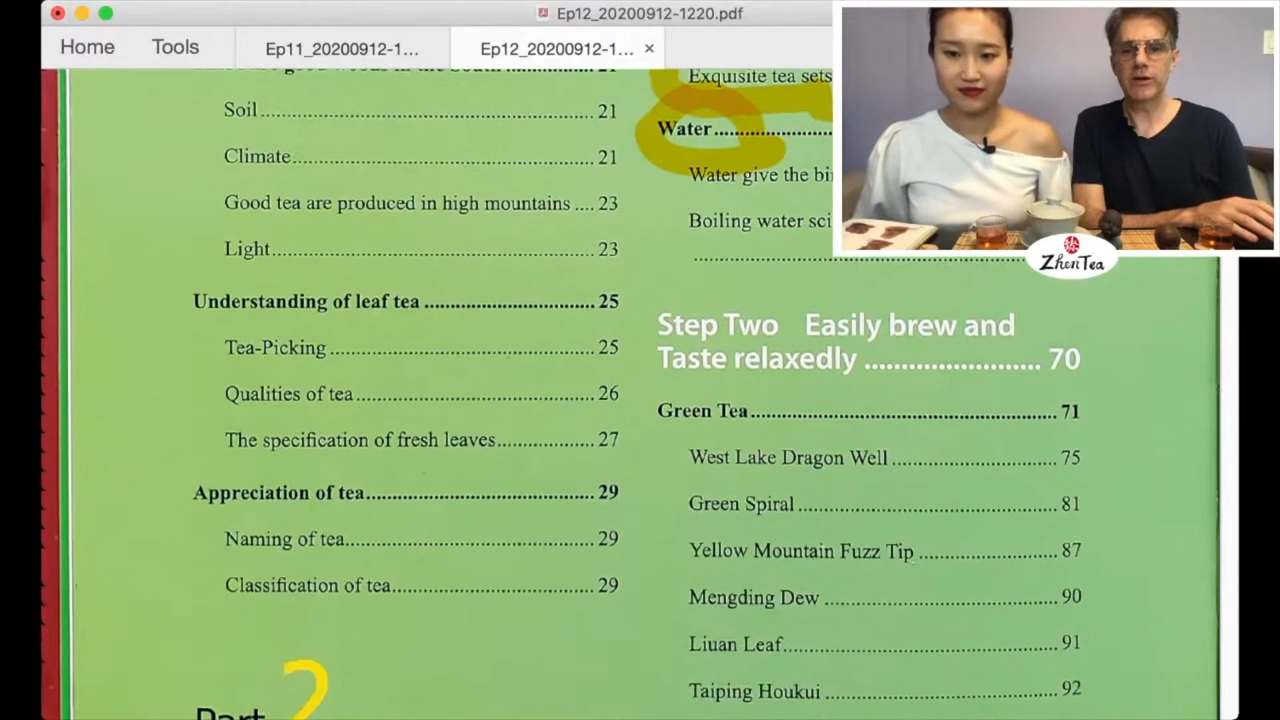 Ep12_20200912-1220.pdf
Home
Tools
Ep11_20200912-1...
Ep12_20200912-1... ×
Soil 21
Climate 21
Good tea are produced in high mountains .... 23
Light 23
Understanding of leaf tea 25
Tea-Picking 25
Qualities of tea 26
The specification of fresh leaves 27
Appreciation of tea 29
Naming of tea 29
Classification of tea 29
Part 2
Exquisite tea sets
Water
Water give the bi
Boiling water sci
Step Two Easily brew and
Taste relaxedly 70
Green Tea 71
West Lake Dragon Well 75
Green Spiral 81
Yellow Mountain Fuzz Tip 87
Mengding Dew 90
Liuan Leaf 91
Taiping Houkui 92
ZhenTea